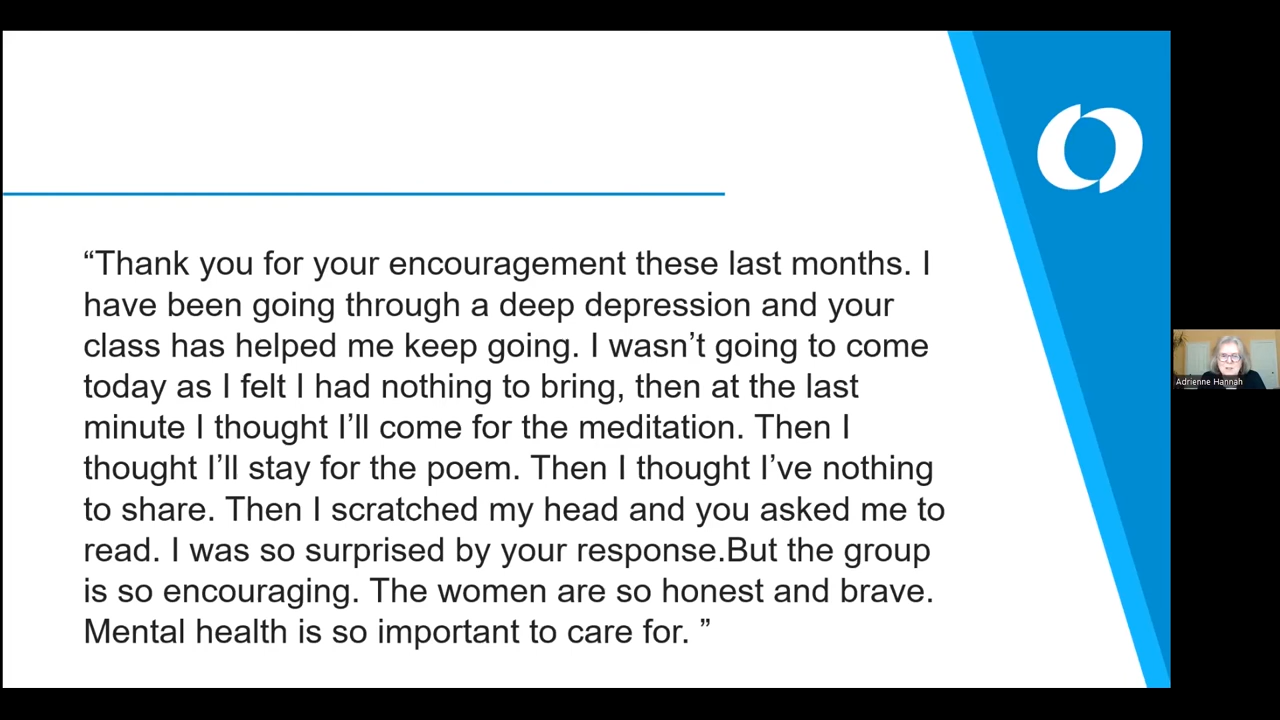 “Thank you for your encouragement these last months. I
have been going through a deep depression and your
class has helped me keep going. I wasn’t going to come
today as I felt I had nothing to bring, then at the last
minute I thought I’ll come for the meditation. Then I
thought I’ll stay for the poem. Then I thought I’ve nothing
to share. Then I scratched my head and you asked me to
read. I was so surprised by your response.But the group
is so encouraging. The women are so honest and brave.
Mental health is so important to care for. ”
Adrienne Hannah